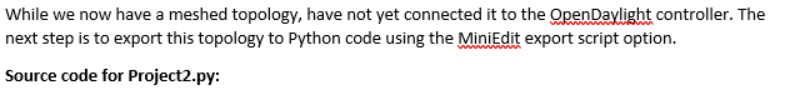 While we now have a meshed topology, have not yet connected it to the OpenDaylight controller. The
next step is to export this topology to Python code using the MiniEdit export script option.
Source code for Project2.py: